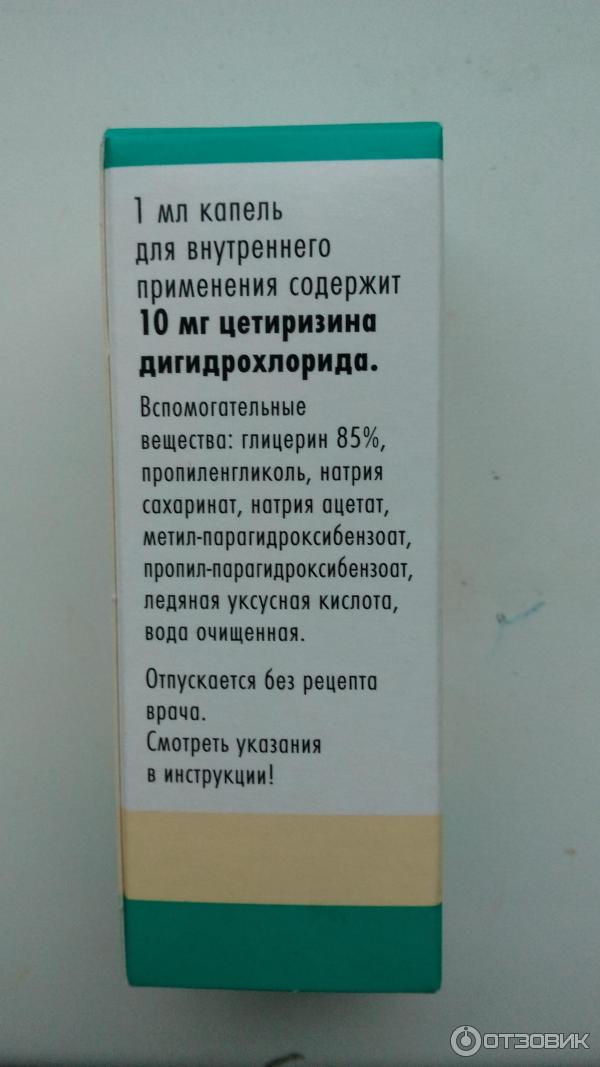 1 мл капель
для внутреннего
применения содержит
10 мг цетиризина
дигидрохлорида.
Вспомогательные
вещества: глицерин 85%,
пропиленгликоль, натрия
сахаринат, натрия ацетат,
метил-парагидроксибензоат,
пропил-парагидроксибензоат,
ледяная уксусная кислота,
вода очищенная.
Отпускается без рецепта
врача.
Смотреть указания
в инструкции!
ОТЗОВИК